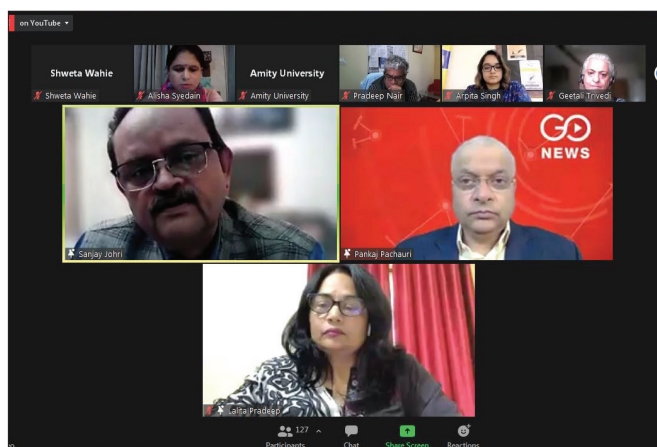 on YouTube
Shweta Wahie
Amity University
Shweta Wahie
Alisha Syedain
Amity University
Pradeep Nair
Arpita Singh
Geetali Trivedi
GO
NEWS
Sanjay Johri
Pankaj Pachauri
Lalita Pradeep
127
Participants
Chat
Share Screen
Reactions